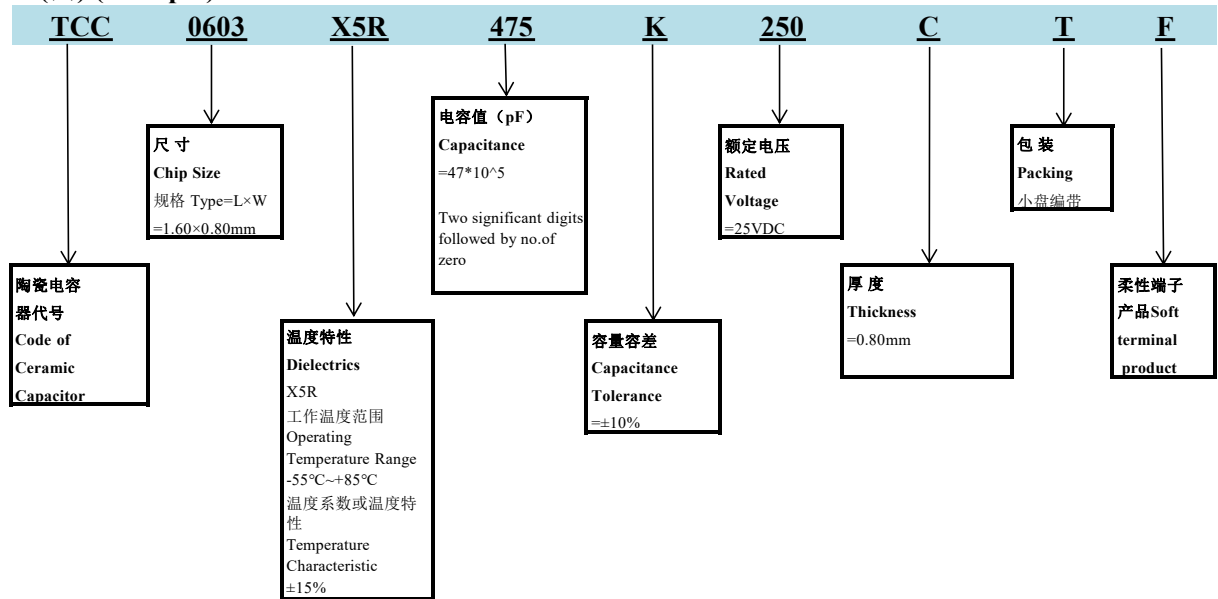 TCC 0603 X5R 475 K 250 C T F
尺 寸
Chip Size
规格 Type=L×W
=1.60×0.80mm
电容值（pF）
Capacitance
=47*10^5
Two significant digits
followed by no.of
zero
额定电压
Rated
Voltage
=25VDC
包 装
Packing
小盘编带
陶瓷电容
器代号
Code of
Ceramic
Capacitor
温度特性
Dielectrics
X5R
工作温度范围
Operating
Temperature Range
-55℃~+85℃
温度系数或温度特
性
Temperature
Characteristic
±15%
容量容差
Capacitance
Tolerance
=±10%
厚 度
Thickness
=0.80mm
柔性端子
产品Soft
terminal
product